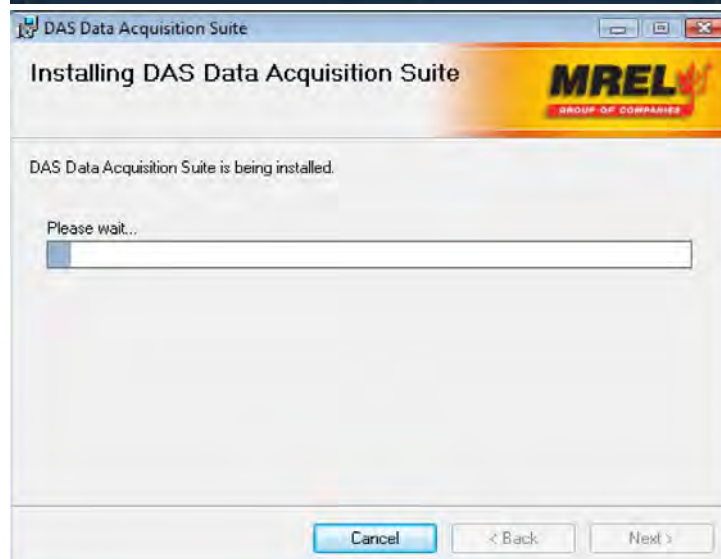 DAS Data Acquisition Suite
Installing DAS Data Acquisition Suite
MREL
GROUP OF COMPANIES
DAS Data Acquisition Suite is being installed.
Please wait...
Cancel
< Back
Next >